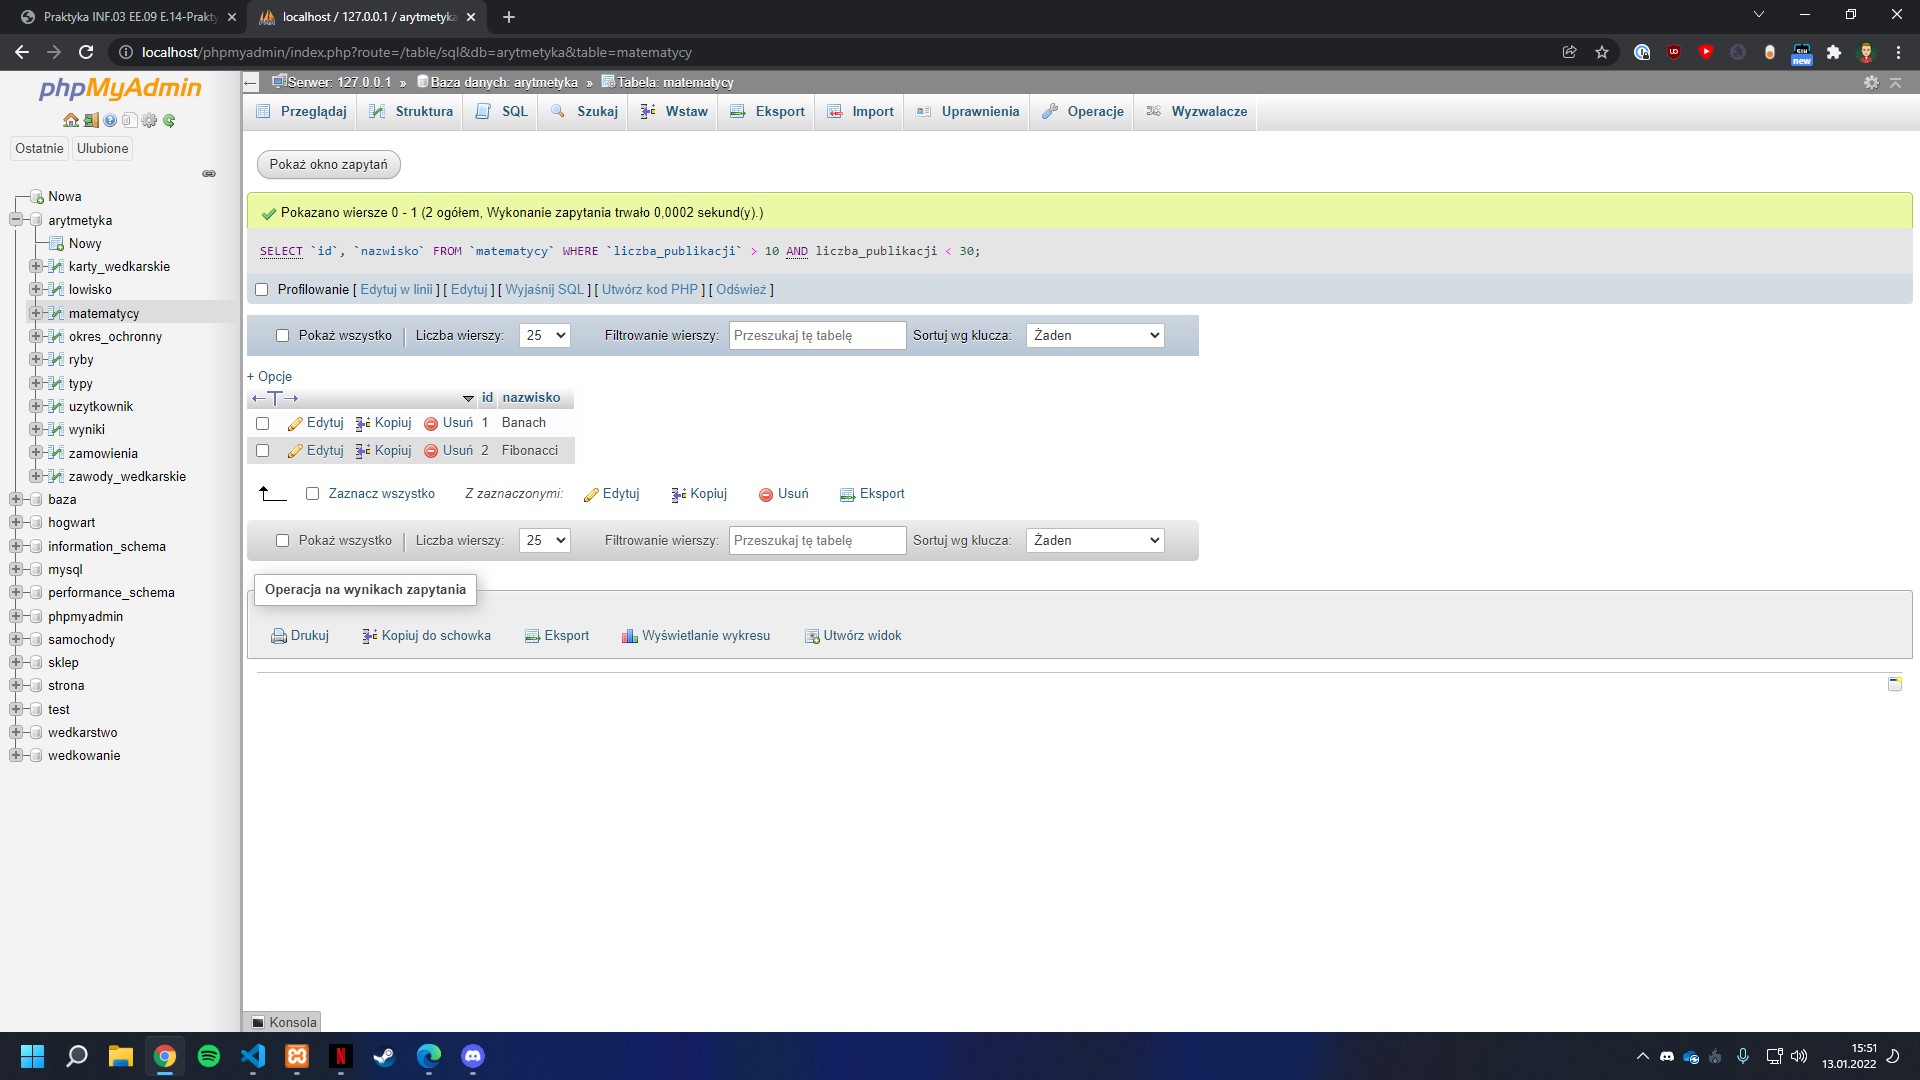 Praktyka INF.03 EE.09 E.14-Prakty
localhost / 127.0.0.1 / arytmetyka
localhost/phpmyadmin/index.php?route=/table/sql&db=arytmetyka&table=matematycy
new
phpMyAdmin
Ostatnie
Ulubione
Nowa
arytmetyka
Nowy
karty_wedkarskie
lowisko
matematycy
okres_ochronny
ryby
typy
uzytkownik
wyniki
zamowienia
zawody_wedkarskie
baza
hogwart
information_schema
mysql
performance_schema
phpmyadmin
samochody
sklep
strona
test
wedkarstwo
wedkowanie
Serwer: 127.0.0.1 » Baza danych: arytmetyka » Tabela: matematycy
Przeglądaj Struktura SQL Szukaj Wstaw Eksport Import Uprawnienia Operacje Wyzwalacze
Pokaż okno zapytań
Pokazano wiersze 0 - 1 (2 ogółem, Wykonanie zapytania trwało 0,0002 sekund(y).)
SELECT `id`, `nazwisko` FROM `matematycy` WHERE `liczba_publikacji` > 10 AND liczba_publikacji < 30;
Profilowanie [ Edytuj w linii ] [ Edytuj ] [ Wyjaśnij SQL ] [ Utwórz kod PHP ] [ Odśwież ]
Pokaż wszystko Liczba wierszy: 25 Filtrowanie wierszy: Przeszukaj tę tabelę Sortuj wg klucza: Żaden
+ Opcje
←T→ id nazwisko
Edytuj Kopiuj Usuń 1 Banach
Edytuj Kopiuj Usuń 2 Fibonacci
Zaznacz wszystko Z zaznaczonymi: Edytuj Kopiuj Usuń Eksport
Pokaż wszystko Liczba wierszy: 25 Filtrowanie wierszy: Przeszukaj tę tabelę Sortuj wg klucza: Żaden
Operacja na wynikach zapytania
Drukuj Kopiuj do schowka Eksport Wyświetlanie wykresu Utwórz widok
Konsola
15:51
13.01.2022